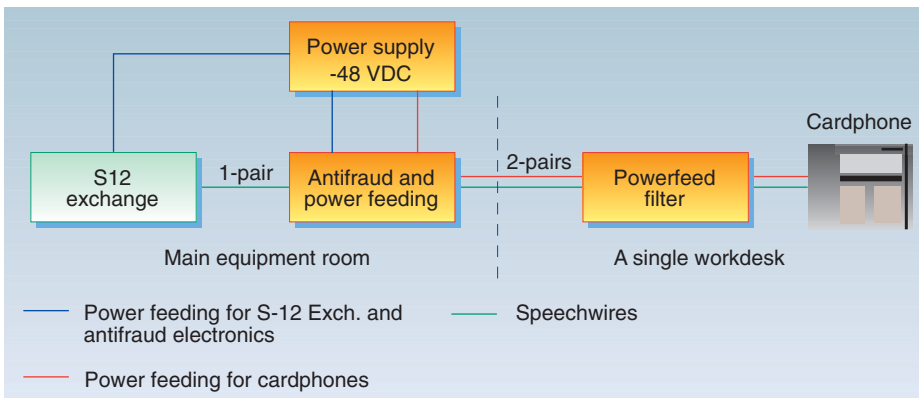 Power supply
-48 VDC
Cardphone
S12
exchange
1-pair
Antifraud and
power feeding
2-pairs
Powerfeed
filter
Main equipment room
A single workdesk
Power feeding for S-12 Exch. and
antifraud electronics
Speechwires
Power feeding for cardphones